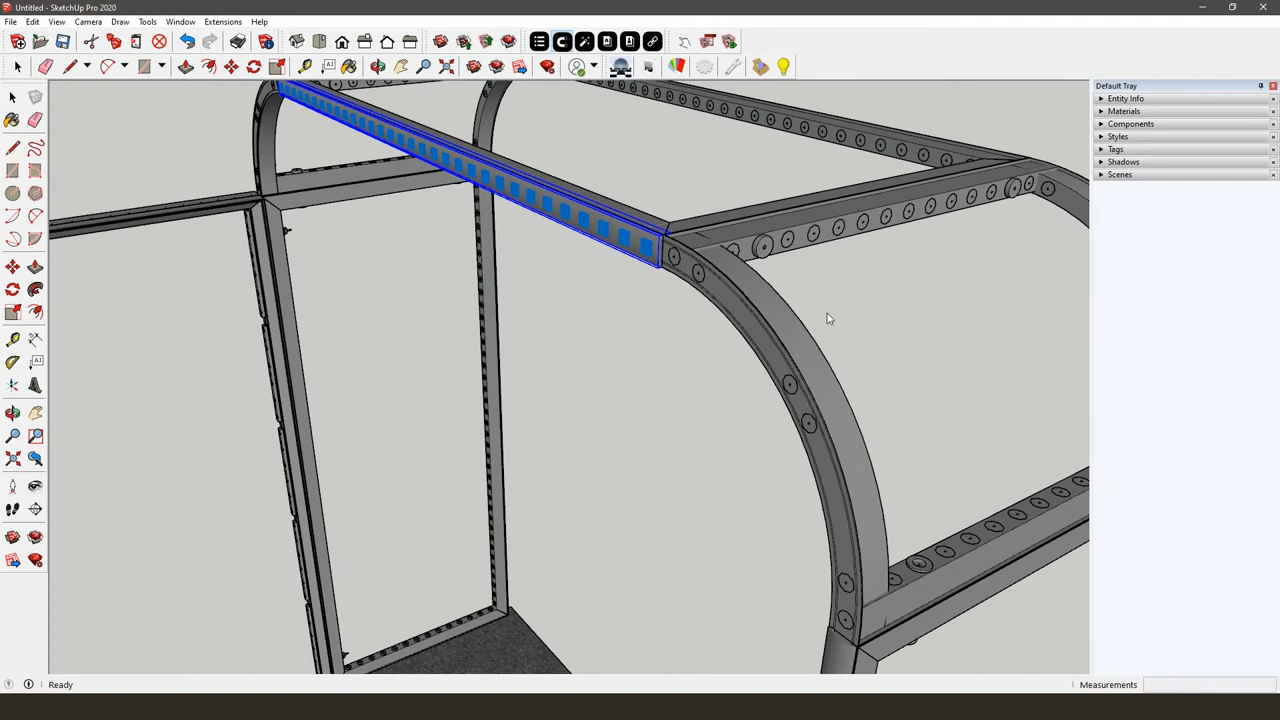 Untitled - SketchUp Pro 2020
File Edit View Camera Draw Tools Window Extensions Help
Default Tray
Entity Info
Materials
Components
Styles
Tags
Shadows
Scenes
Ready
Measurements